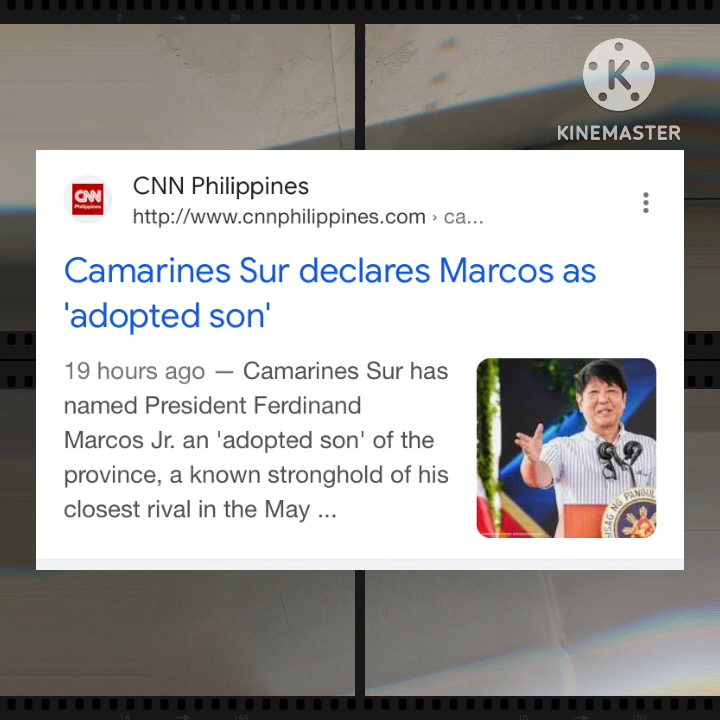 KINEMASTER
CNN Philippines
http://www.cnnphilippines.com › ca...
Camarines Sur declares Marcos as
'adopted son'
19 hours ago — Camarines Sur has
named President Ferdinand
Marcos Jr. an 'adopted son' of the
province, a known stronghold of his
closest rival in the May ...
CNN
Philippines
K